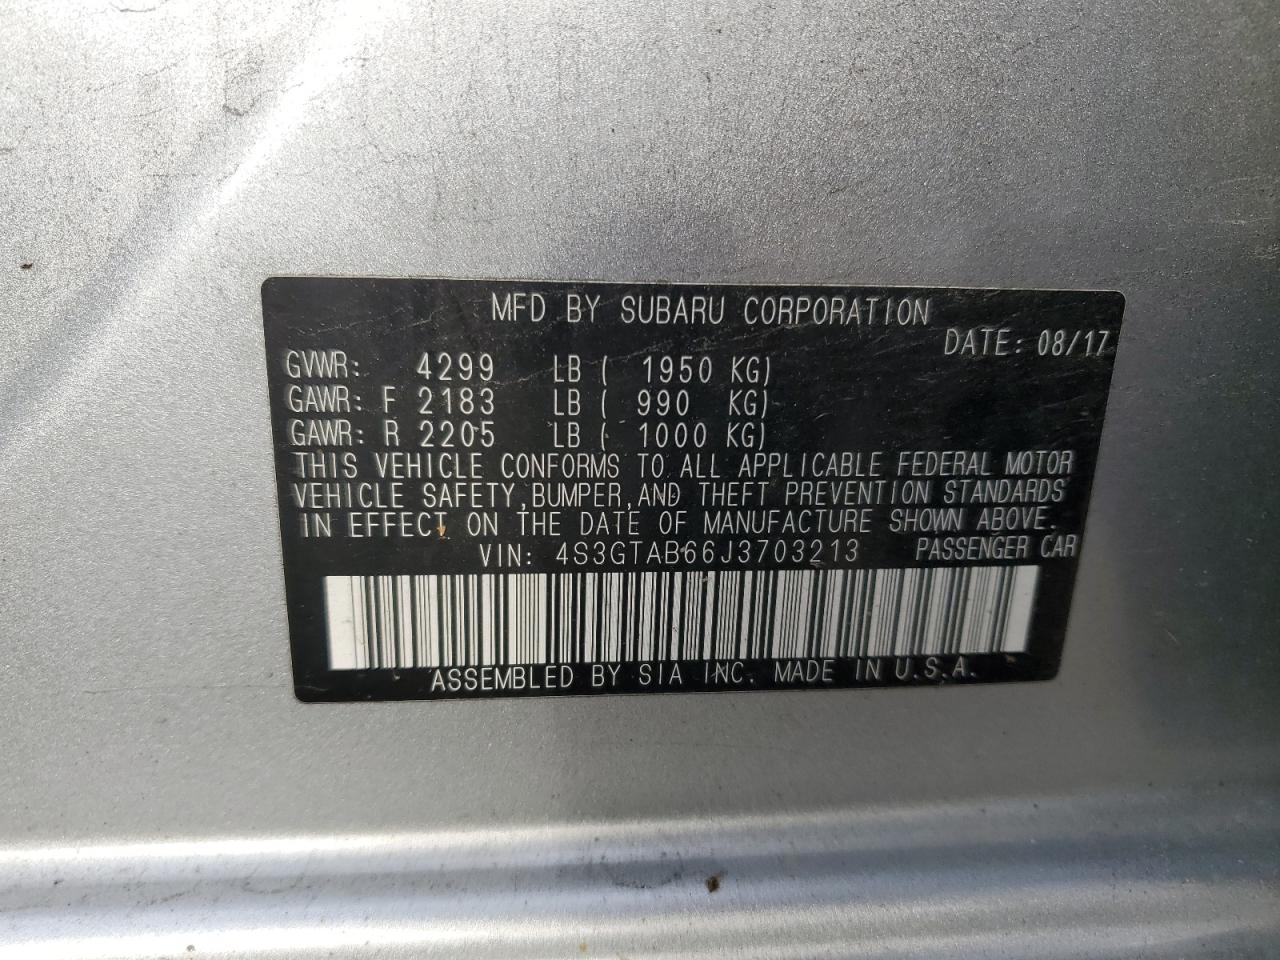 MFD BY SUBARU CORPORATION
DATE: 08/17
GVWR: 4299 LB ( 1950 KG)
GAWR: F 2183 LB ( 990 KG)
GAWR: R 2205 LB ( 1000 KG)
THIS VEHICLE CONFORMS TO ALL APPLICABLE FEDERAL MOTOR
VEHICLE SAFETY, BUMPER, AND THEFT PREVENTION STANDARDS
IN EFFECT ON THE DATE OF MANUFACTURE SHOWN ABOVE.
VIN: 4S3GTAB66J3703213 PASSENGER CAR
ASSEMBLED BY SIA INC. MADE IN U.S.A.